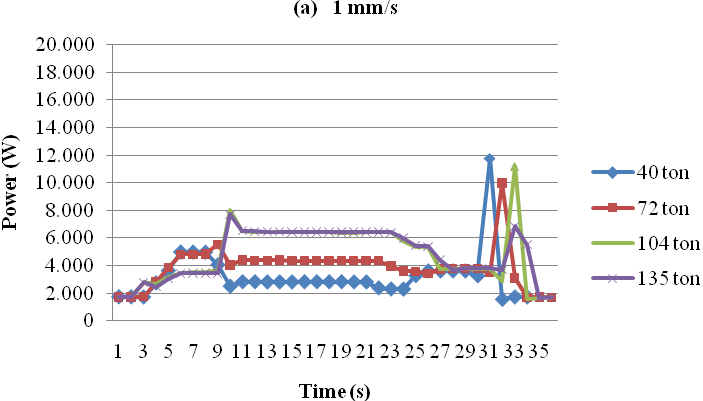 (a) 1 mm/s
20.000
18.000
16.000
14.000
12.000
10.000
8.000
6.000
4.000
2.000
0
Power (W)
1 3 5 7 9 11 13 15 17 19 21 23 25 27 29 31 33 35
Time (s)
40 ton
72 ton
104 ton
135 ton